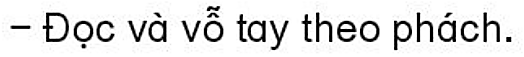 – Đọc và vỗ tay theo phách.